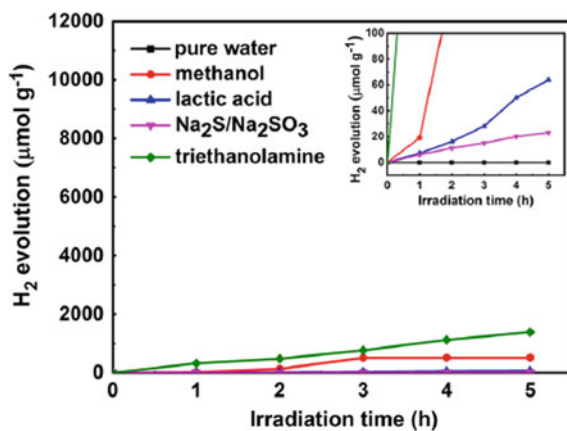 12000
10000
8000
6000
4000
2000
0
H₂ evolution (μmol g⁻¹)
pure water
methanol
lactic acid
Na₂S/Na₂SO₃
triethanolamine
0 1 2 3 4 5
Irradiation time (h)
100
80
60
40
20
0
H₂ evolution (μmol g⁻¹)
0 1 2 3 4 5
Irradiation time (h)